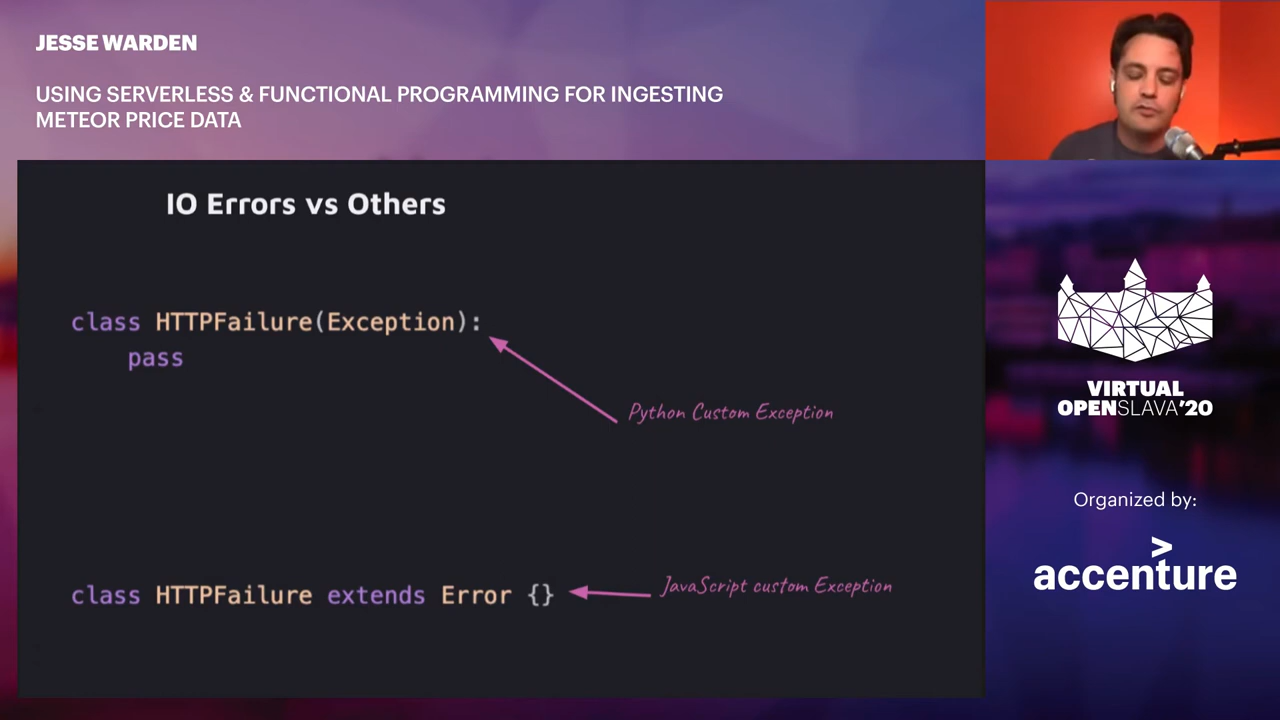 JESSE WARDEN
USING SERVERLESS & FUNCTIONAL PROGRAMMING FOR INGESTING
METEOR PRICE DATA
IO Errors vs Others
class HTTPFailure(Exception):
    pass
Python Custom Exception
class HTTPFailure extends Error {}
JavaScript custom Exception
VIRTUAL
OPENSLAVA'20
Organized by:
accenture